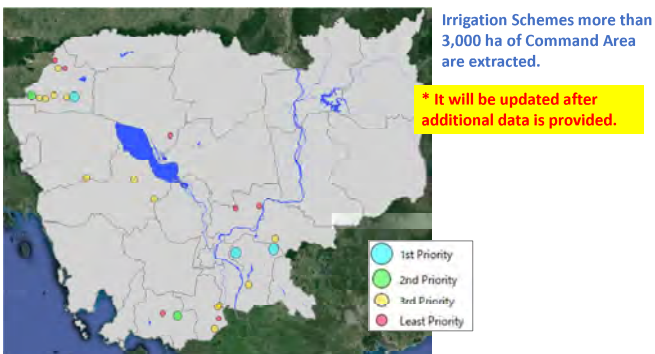 Irrigation Schemes more than
3,000 ha of Command Area
are extracted.
* It will be updated after
additional data is provided.
1st Priority
2nd Priority
3rd Priority
Least Priority